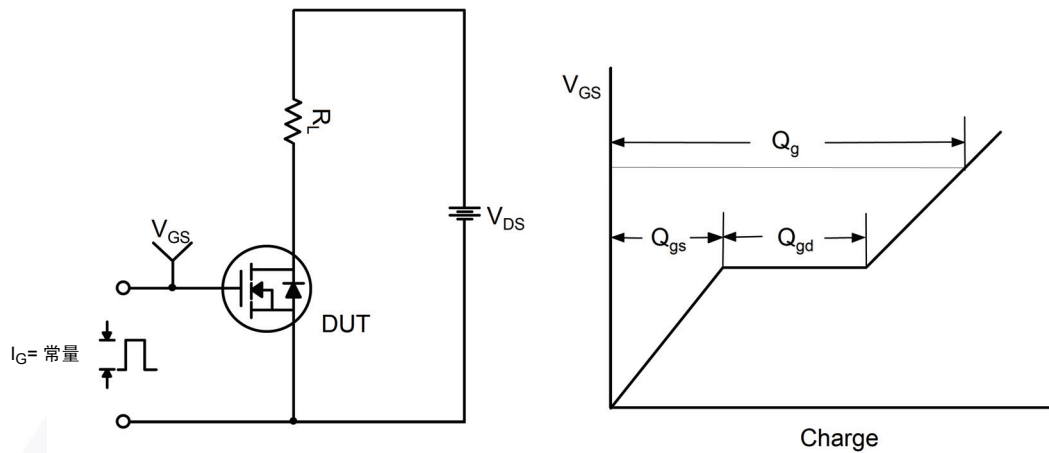 R_L
V_GS
V_DS
DUT
I_G= 常量
V_GS
Q_g
Q_gs
Q_gd
Charge